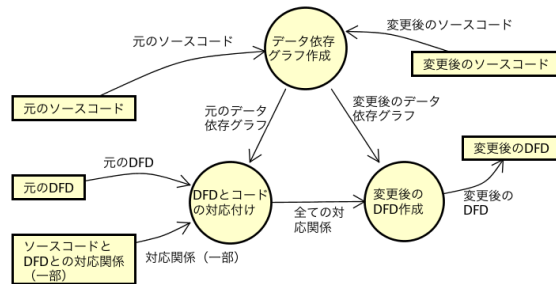 元のソースコード
データ依存
グラフ作成
変更後のソースコード
変更後のソースコード
元のソースコード
元のデータ
依存グラフ
変更後のデータ
依存グラフ
変更後のDFD
元のDFD
元のDFD
DFDとコード
の対応付け
全ての対
応関係
変更後の
DFD作成
変更後の
DFD
ソースコードと
DFDとの対応関係
（一部）
対応関係（一部）